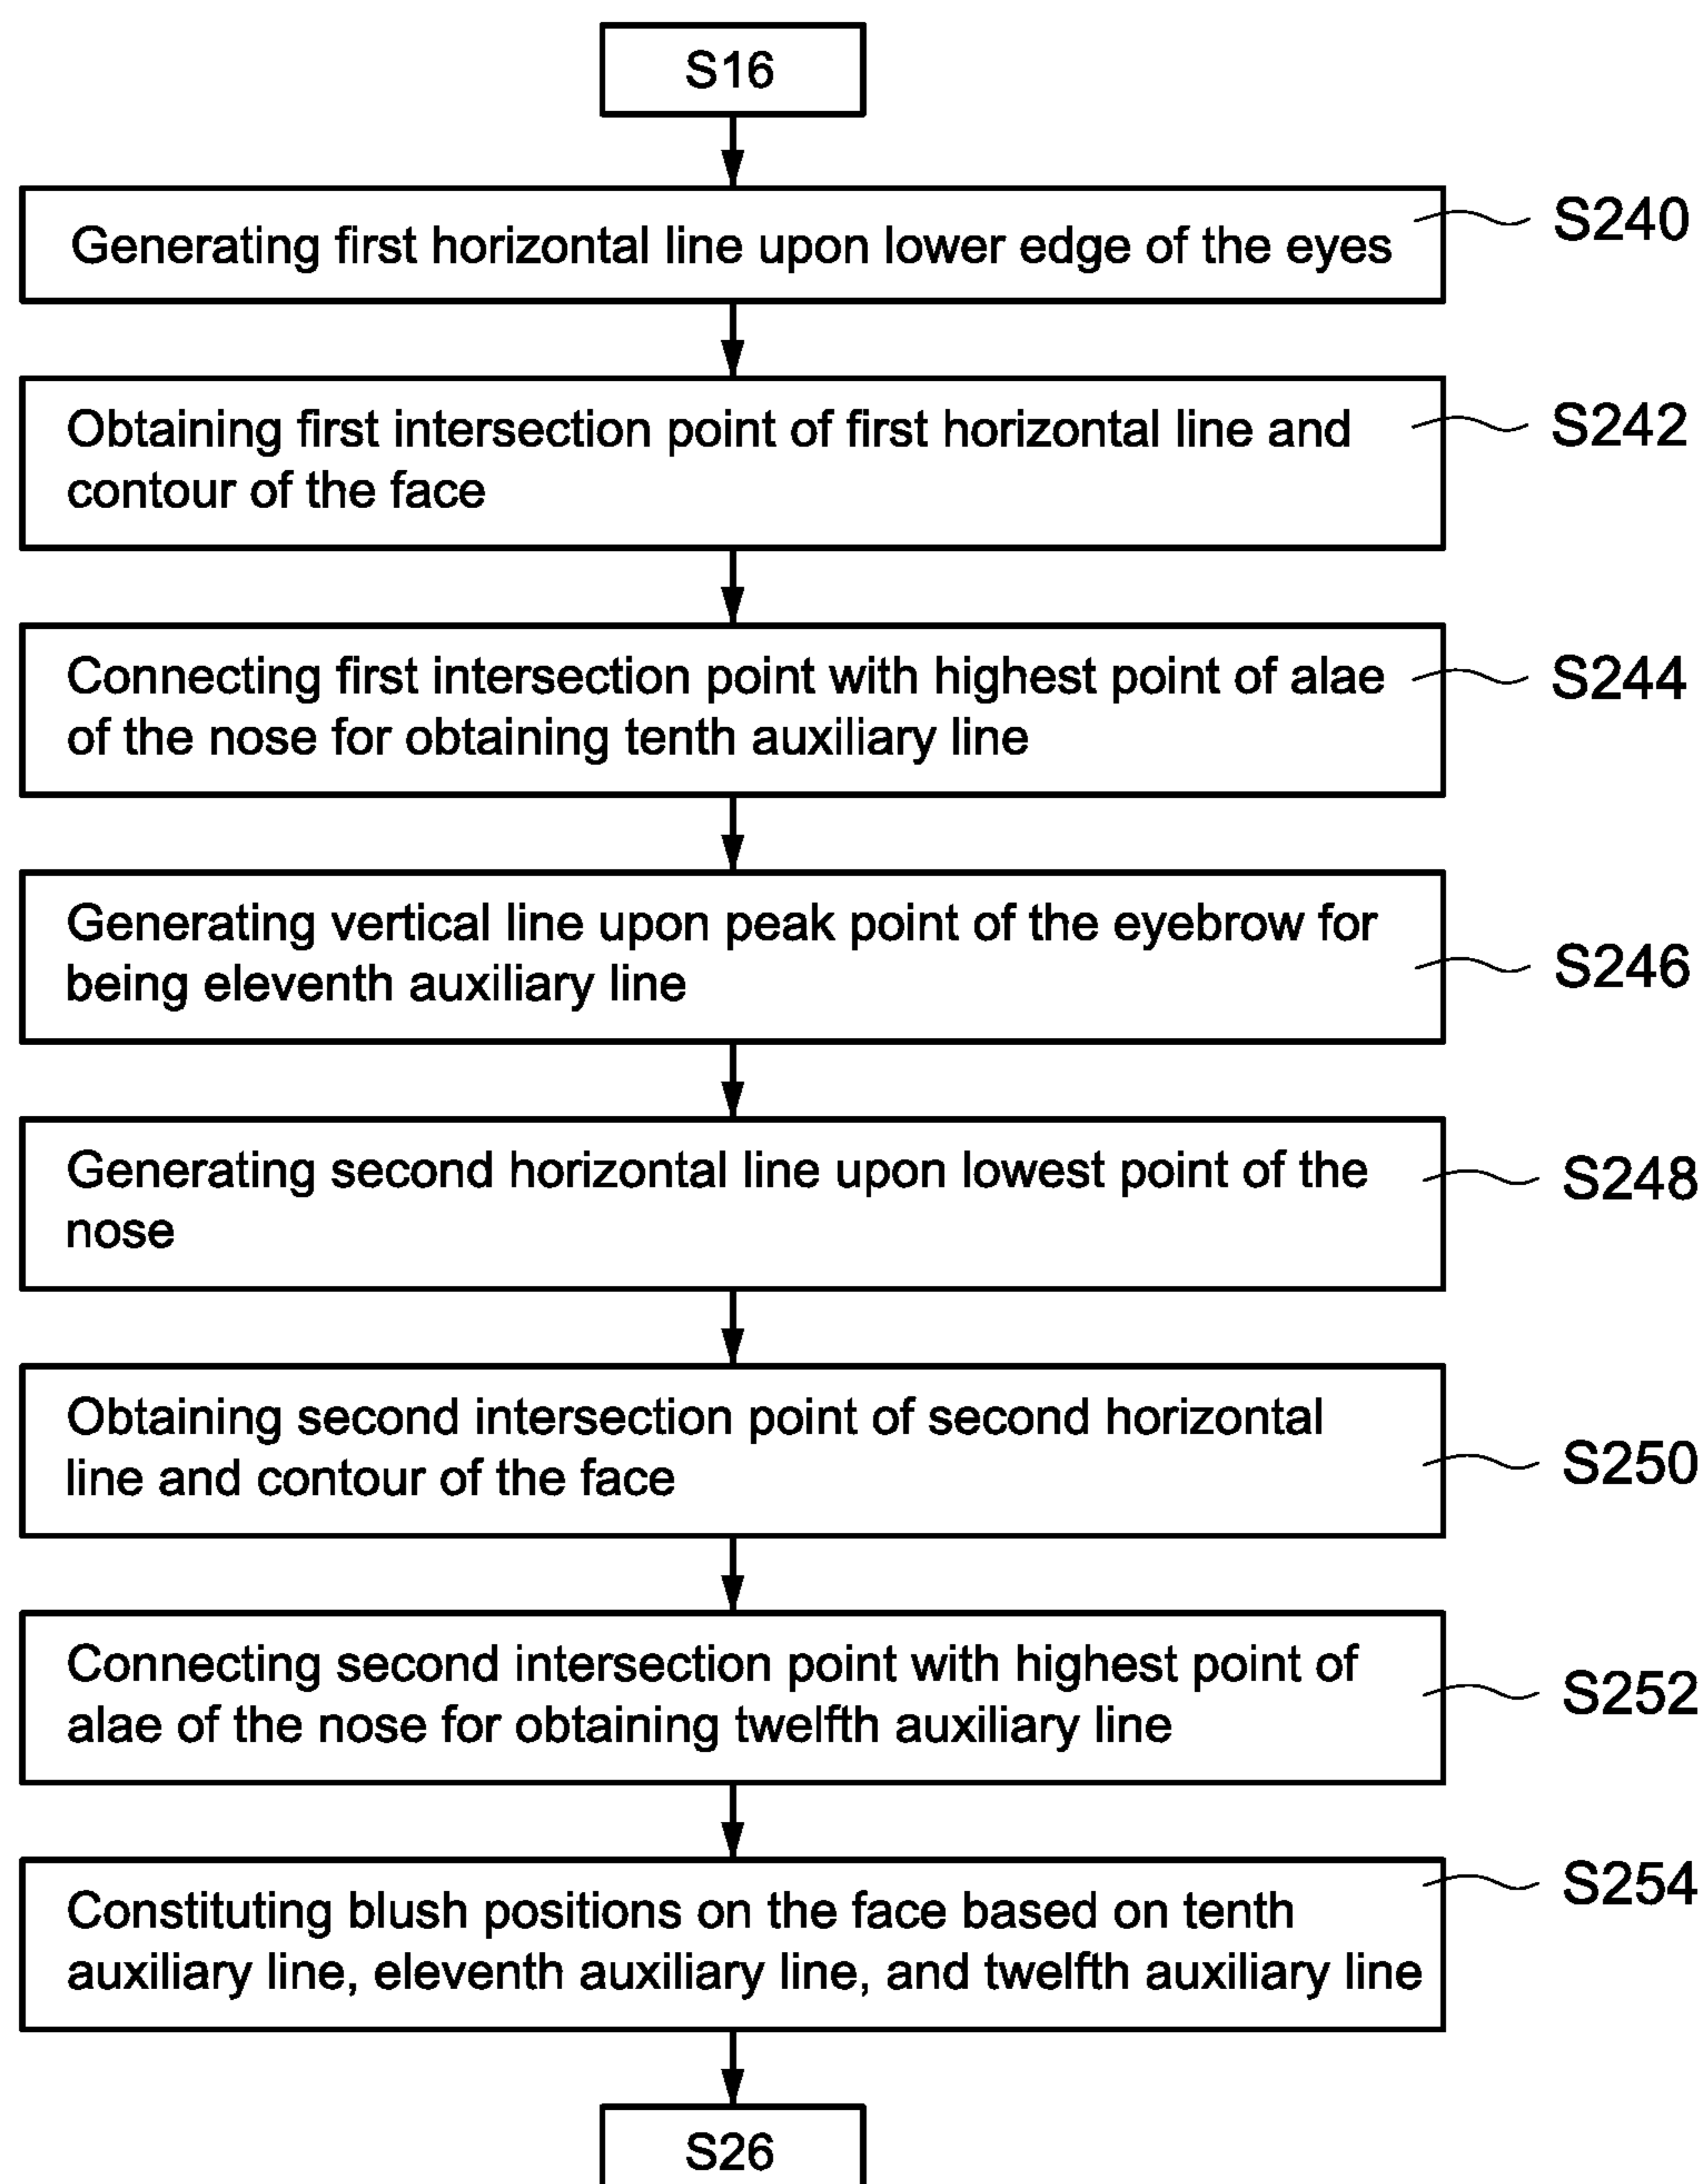 S16
Generating first horizontal line upon lower edge of the eyes
S240
Obtaining first intersection point of first horizontal line and
contour of the face
S242
Connecting first intersection point with highest point of alae
of the nose for obtaining tenth auxiliary line
S244
Generating vertical line upon peak point of the eyebrow for
being eleventh auxiliary line
S246
Generating second horizontal line upon lowest point of the
nose
S248
Obtaining second intersection point of second horizontal
line and contour of the face
S250
Connecting second intersection point with highest point of
alae of the nose for obtaining twelfth auxiliary line
S252
Constituting blush positions on the face based on tenth
auxiliary line, eleventh auxiliary line, and twelfth auxiliary line
S254
S26